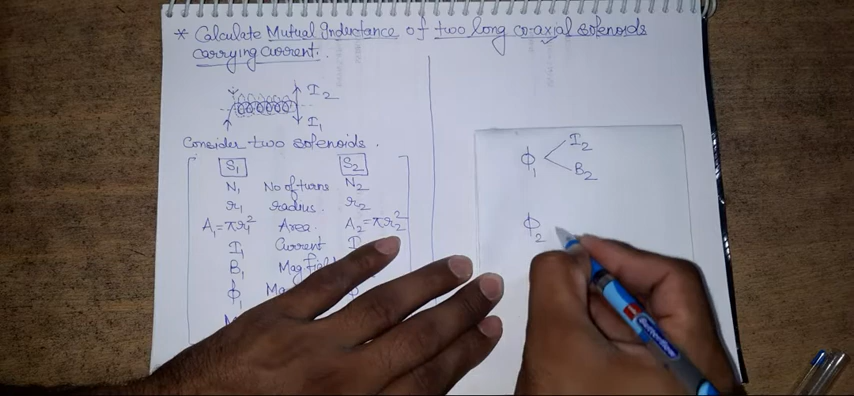 * Calculate Mutual Inductance of two long co-axial solenoids
carrying current.
I2
I1
Consider two solenoids.
S1 S2
N1 No of turns N2
r1 radius. r2
A1=πr1² Area. A2=πr2²
I1 Current I
B1 Mag
ϕ1
ϕ1 I2
B2
ϕ2